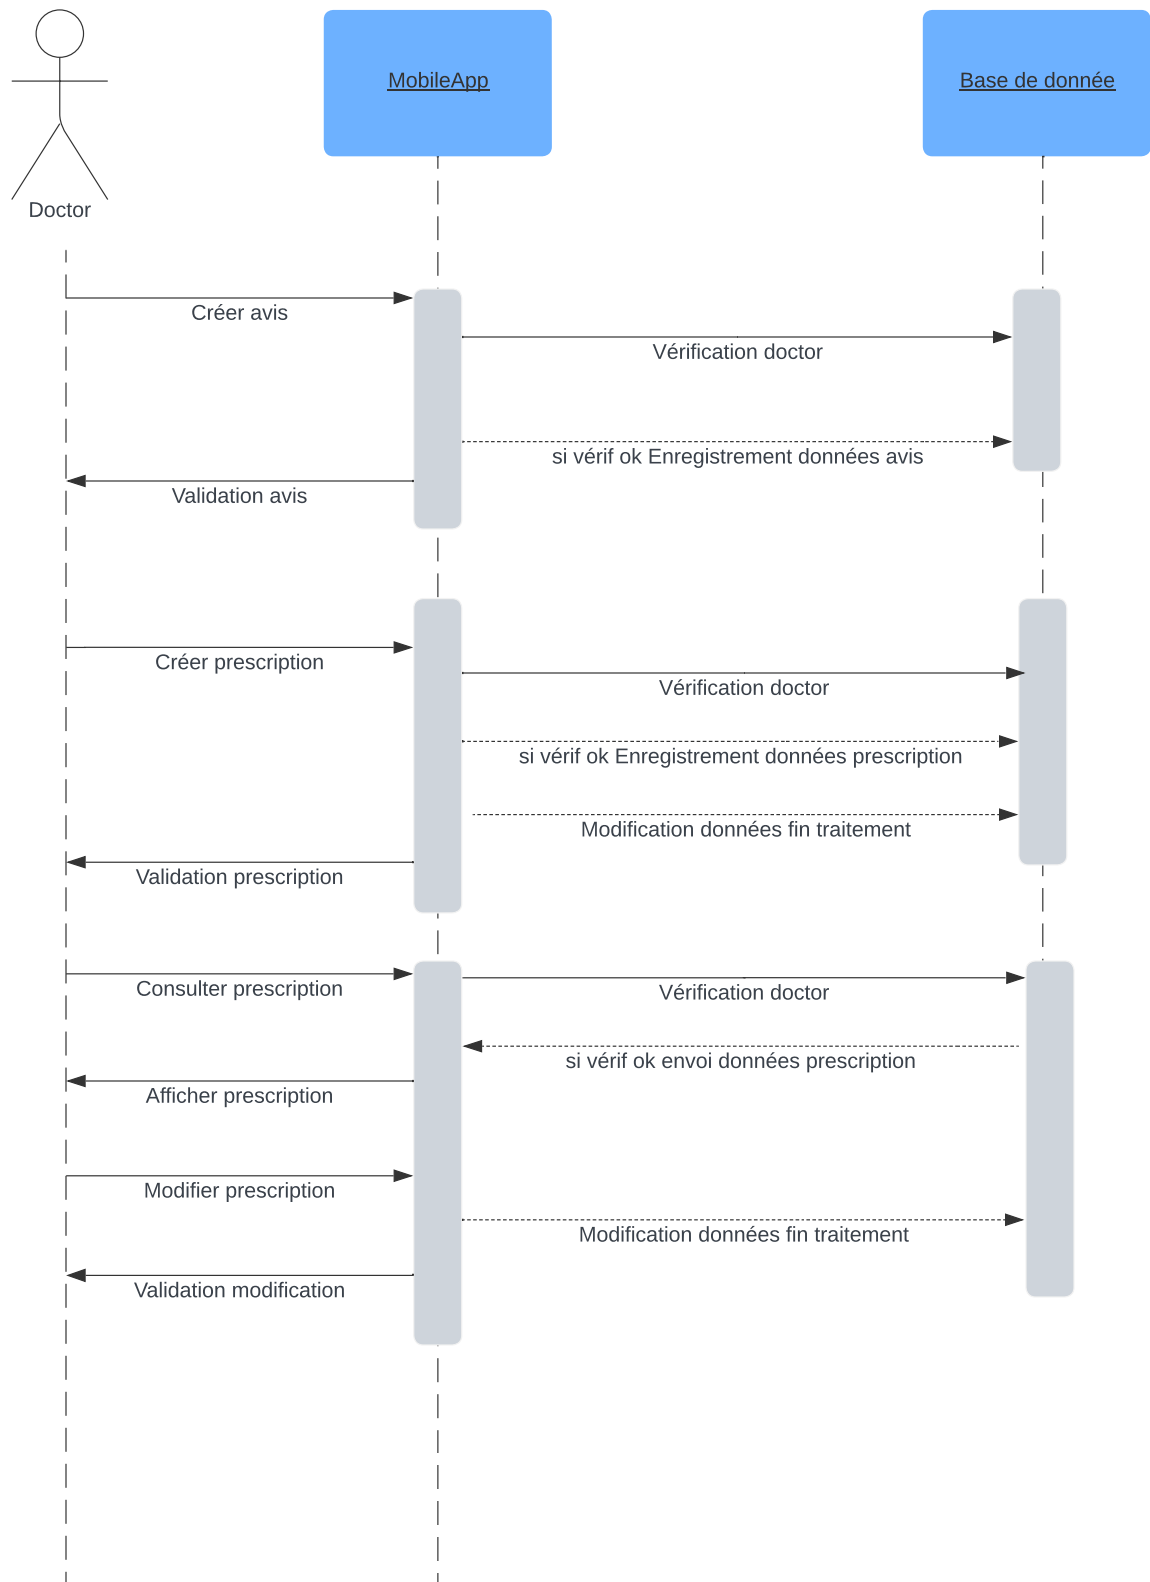 MobileApp
Base de donnée
Doctor
Créer avis
Vérification doctor
si vérif ok Enregistrement données avis
Validation avis
Créer prescription
Vérification doctor
si vérif ok Enregistrement données prescription
Modification données fin traitement
Validation prescription
Consulter prescription
Vérification doctor
si vérif ok envoi données prescription
Afficher prescription
Modifier prescription
Modification données fin traitement
Validation modification